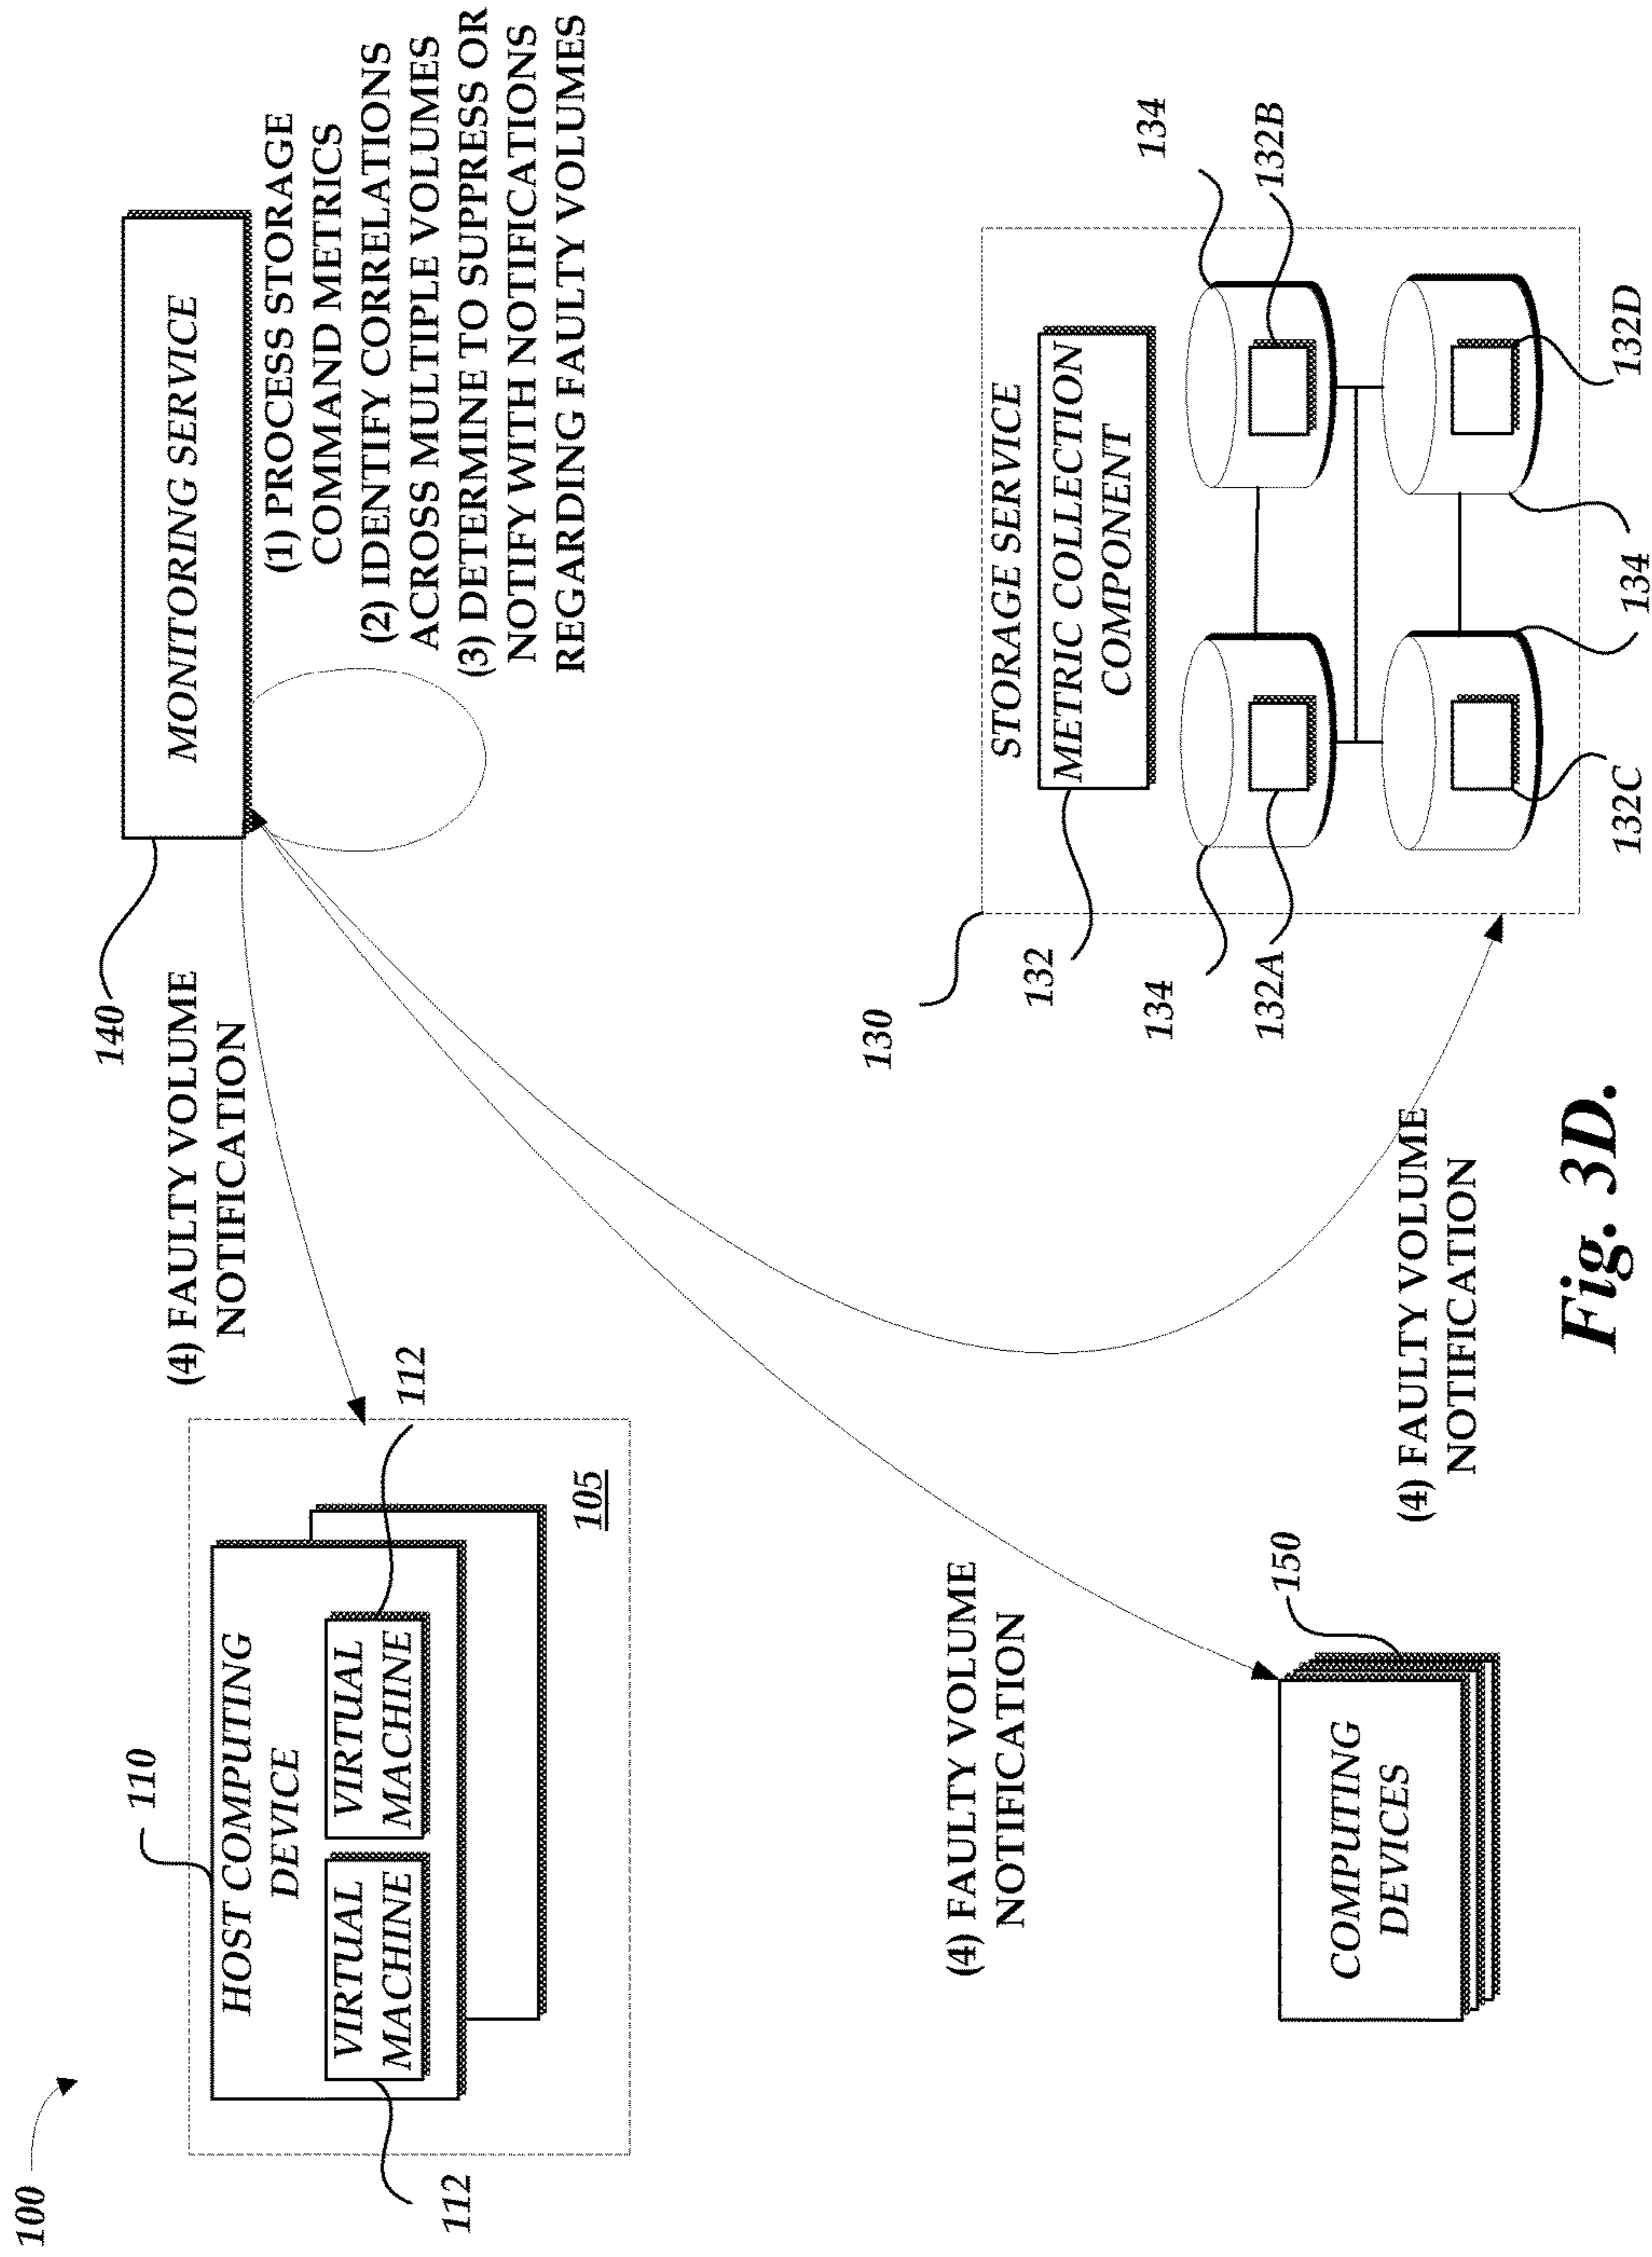 100
110
HOST COMPUTING
DEVICE
VIRTUAL
MACHINE
VIRTUAL
MACHINE
112
112
105
(4) FAULTY VOLUME
NOTIFICATION
140
MONITORING SERVICE
(1) PROCESS STORAGE
COMMAND METRICS
(2) IDENTIFY CORRELATIONS
ACROSS MULTIPLE VOLUMES
(3) DETERMINE TO SUPPRESS OR
NOTIFY WITH NOTIFICATIONS
REGARDING FAULTY VOLUMES
(4) FAULTY VOLUME
NOTIFICATION
150
COMPUTING
DEVICES
(4) FAULTY VOLUME
NOTIFICATION
130
STORAGE SERVICE
132
METRIC COLLECTION
COMPONENT
134
134
132A
132B
132C
134
132D
Fig. 3D.